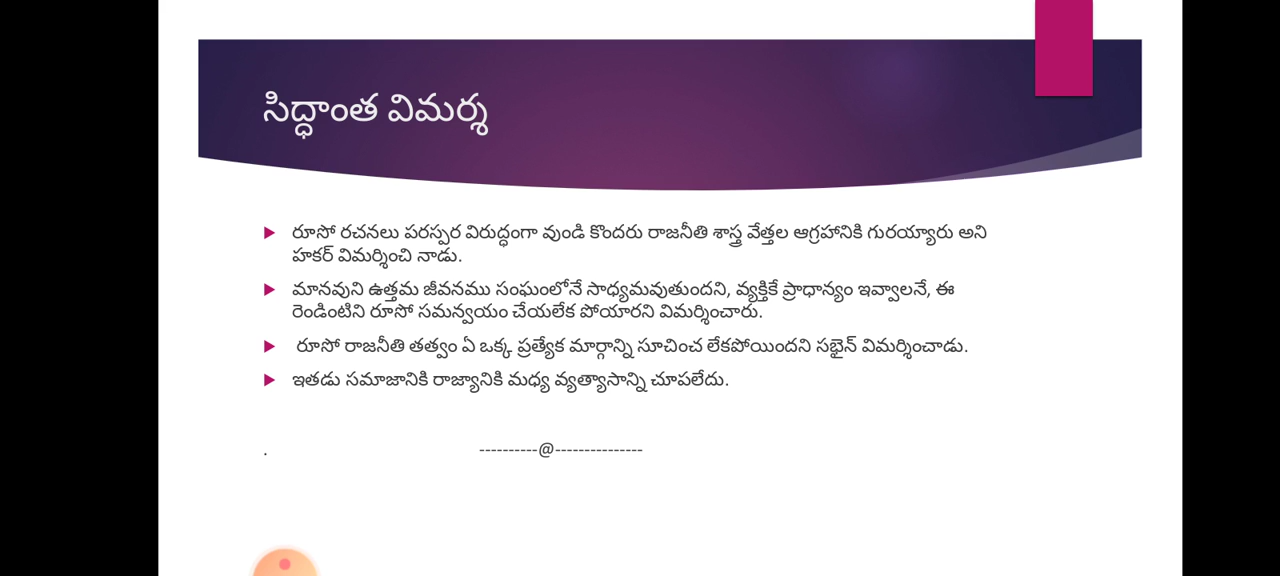 సిద్ధాంత విమర్శ
రూసో రచనలు పరస్పర విరుద్ధంగా వుండి కొందరు రాజనీతి శాస్త్ర వేత్తల ఆగ్రహానికి గురయ్యారు అని
హకర్ విమర్శించి నాడు.
మానవుని ఉత్తమ జీవనము సంఘంలోనే సాధ్యమవుతుందని, వ్యక్తికే ప్రాధాన్యం ఇవ్వాలనే, ఈ
రెండింటిని రూసో సమన్వయం చేయలేక పోయారని విమర్శించారు.
రూసో రాజనీతి తత్వం ఏ ఒక్క ప్రత్యేక మార్గాన్ని సూచించ లేకపోయిందని సభైన్ విమర్శించాడు.
ఇతడు సమాజానికి రాజ్యానికి మధ్య వ్యత్యాసాన్ని చూపలేదు.
. ----------@---------------